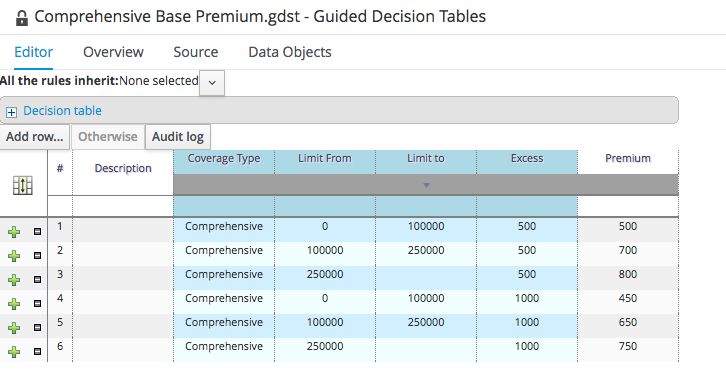 Comprehensive Base Premium.gdst - Guided Decision Tables
Editor Overview Source Data Objects
All the rules inherit:None selected
Decision table
Add row... Otherwise Audit log
# Description Coverage Type Limit From Limit to Excess Premium
1 Comprehensive 0 100000 500 500
2 Comprehensive 100000 250000 500 700
3 Comprehensive 250000 500 800
4 Comprehensive 0 100000 1000 450
5 Comprehensive 100000 250000 1000 650
6 Comprehensive 250000 1000 750